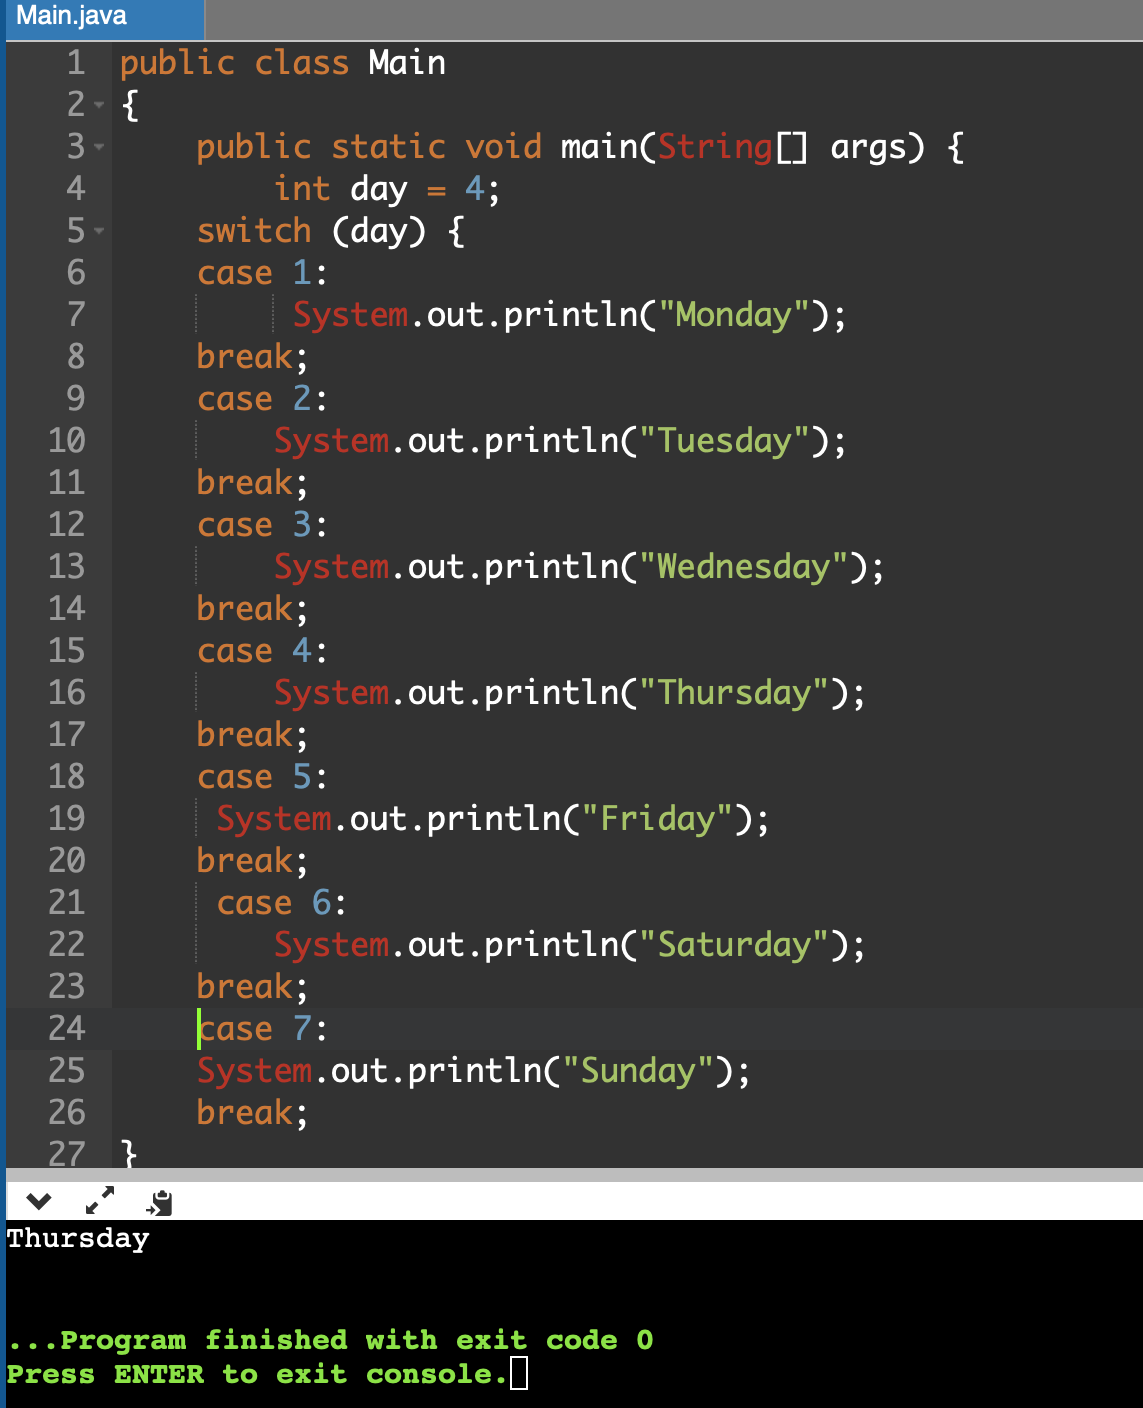 Main.java
1 public class Main
2 {
3     public static void main(String[] args) {
4         int day = 4;
5     switch (day) {
6     case 1:
7          System.out.println("Monday");
8     break;
9     case 2:
10         System.out.println("Tuesday");
11     break;
12     case 3:
13         System.out.println("Wednesday");
14     break;
15     case 4:
16         System.out.println("Thursday");
17     break;
18     case 5:
19      System.out.println("Friday");
20     break;
21      case 6:
22         System.out.println("Saturday");
23     break;
24     case 7:
25     System.out.println("Sunday");
26     break;
27 }
Thursday
...Program finished with exit code 0
Press ENTER to exit console.